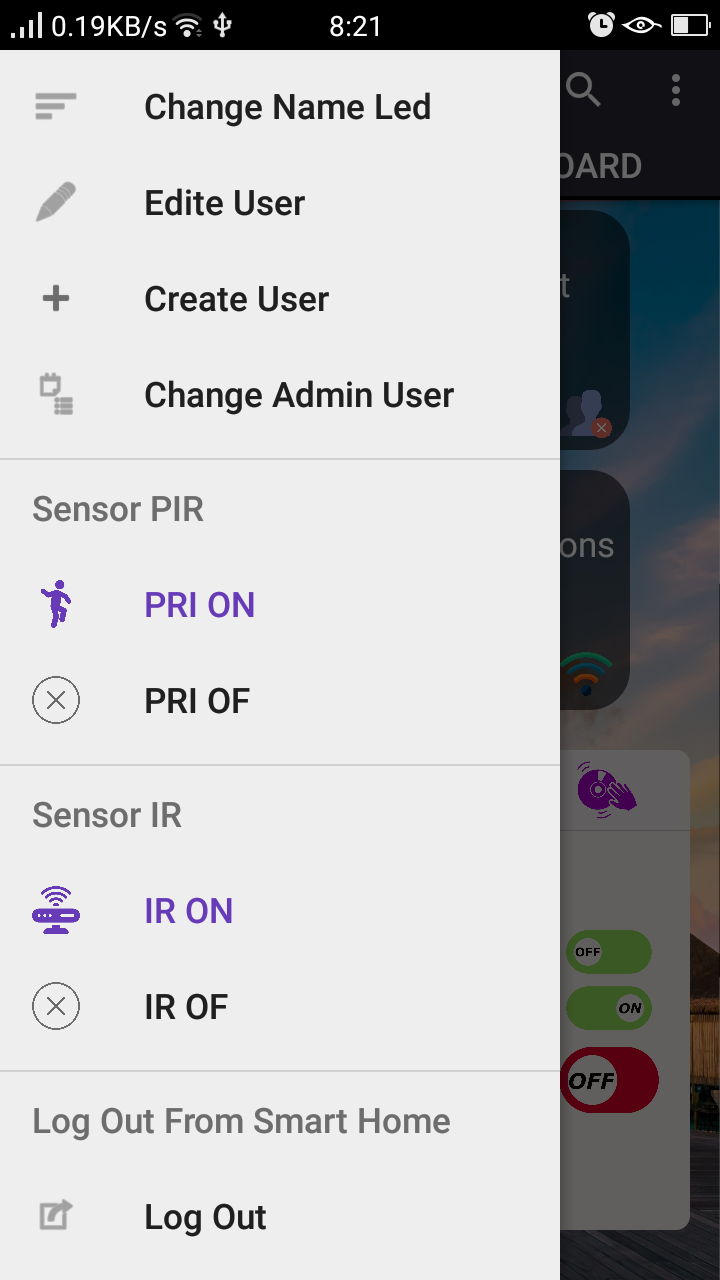 0.19KB/s
8:21
Change Name Led
OARD
Edite User
t
Create User
Change Admin User
Sensor PIR
ons
PRI ON
PRI OF
Sensor IR
IR ON
OFF
IR OF
ON
OFF
Log Out From Smart Home
Log Out